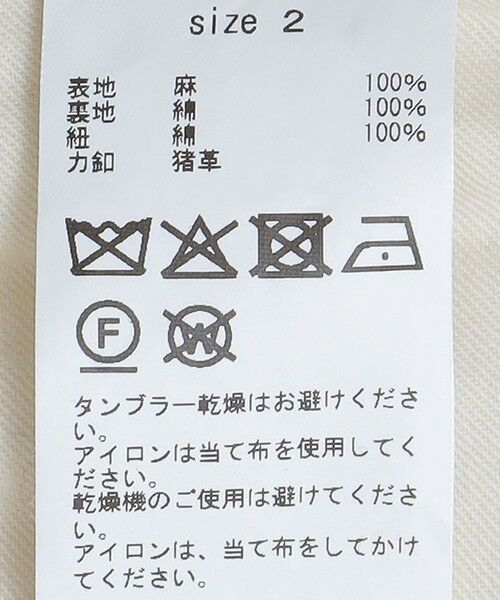 size 2
表地 麻 100%
裏地 綿 100%
紐 綿 100%
力釦 猪革
F
W
タンブラー乾燥はお避けくださ
い。
アイロンは当て布を使用してく
ださい。
乾燥機のご使用は避けてくださ
い。
アイロンは、当て布をしてかけ
てください。